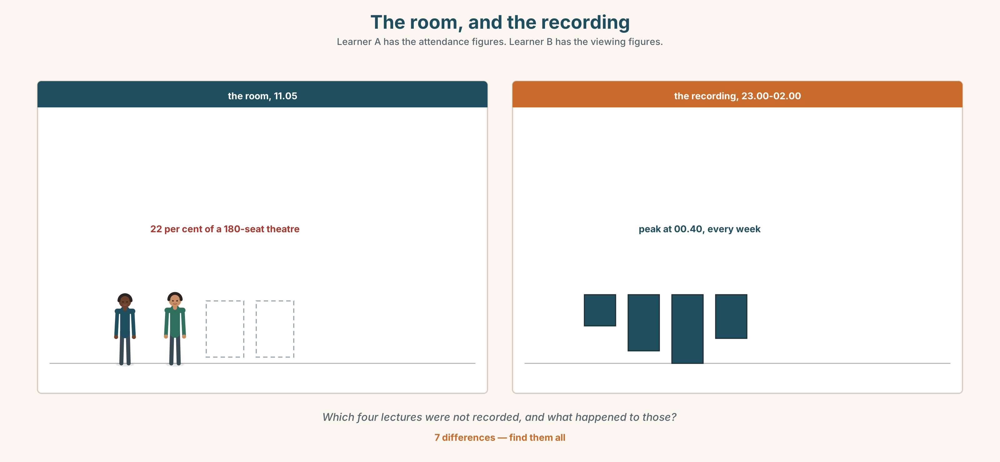 The room, and the recording
Learner A has the attendance figures. Learner B has the viewing figures.
the room, 11.05
the recording, 23.00-02.00
22 per cent of a 180-seat theatre
peak at 00.40, every week
Which four lectures were not recorded, and what happened to those?
7 differences — find them all